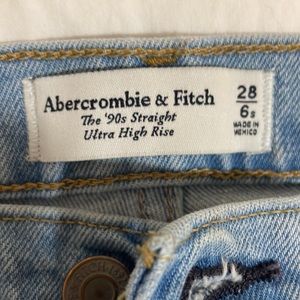 Abercrombie & Fitch
The '90s Straight
Ultra High Rise
28
6s
MADE IN
MEXICO